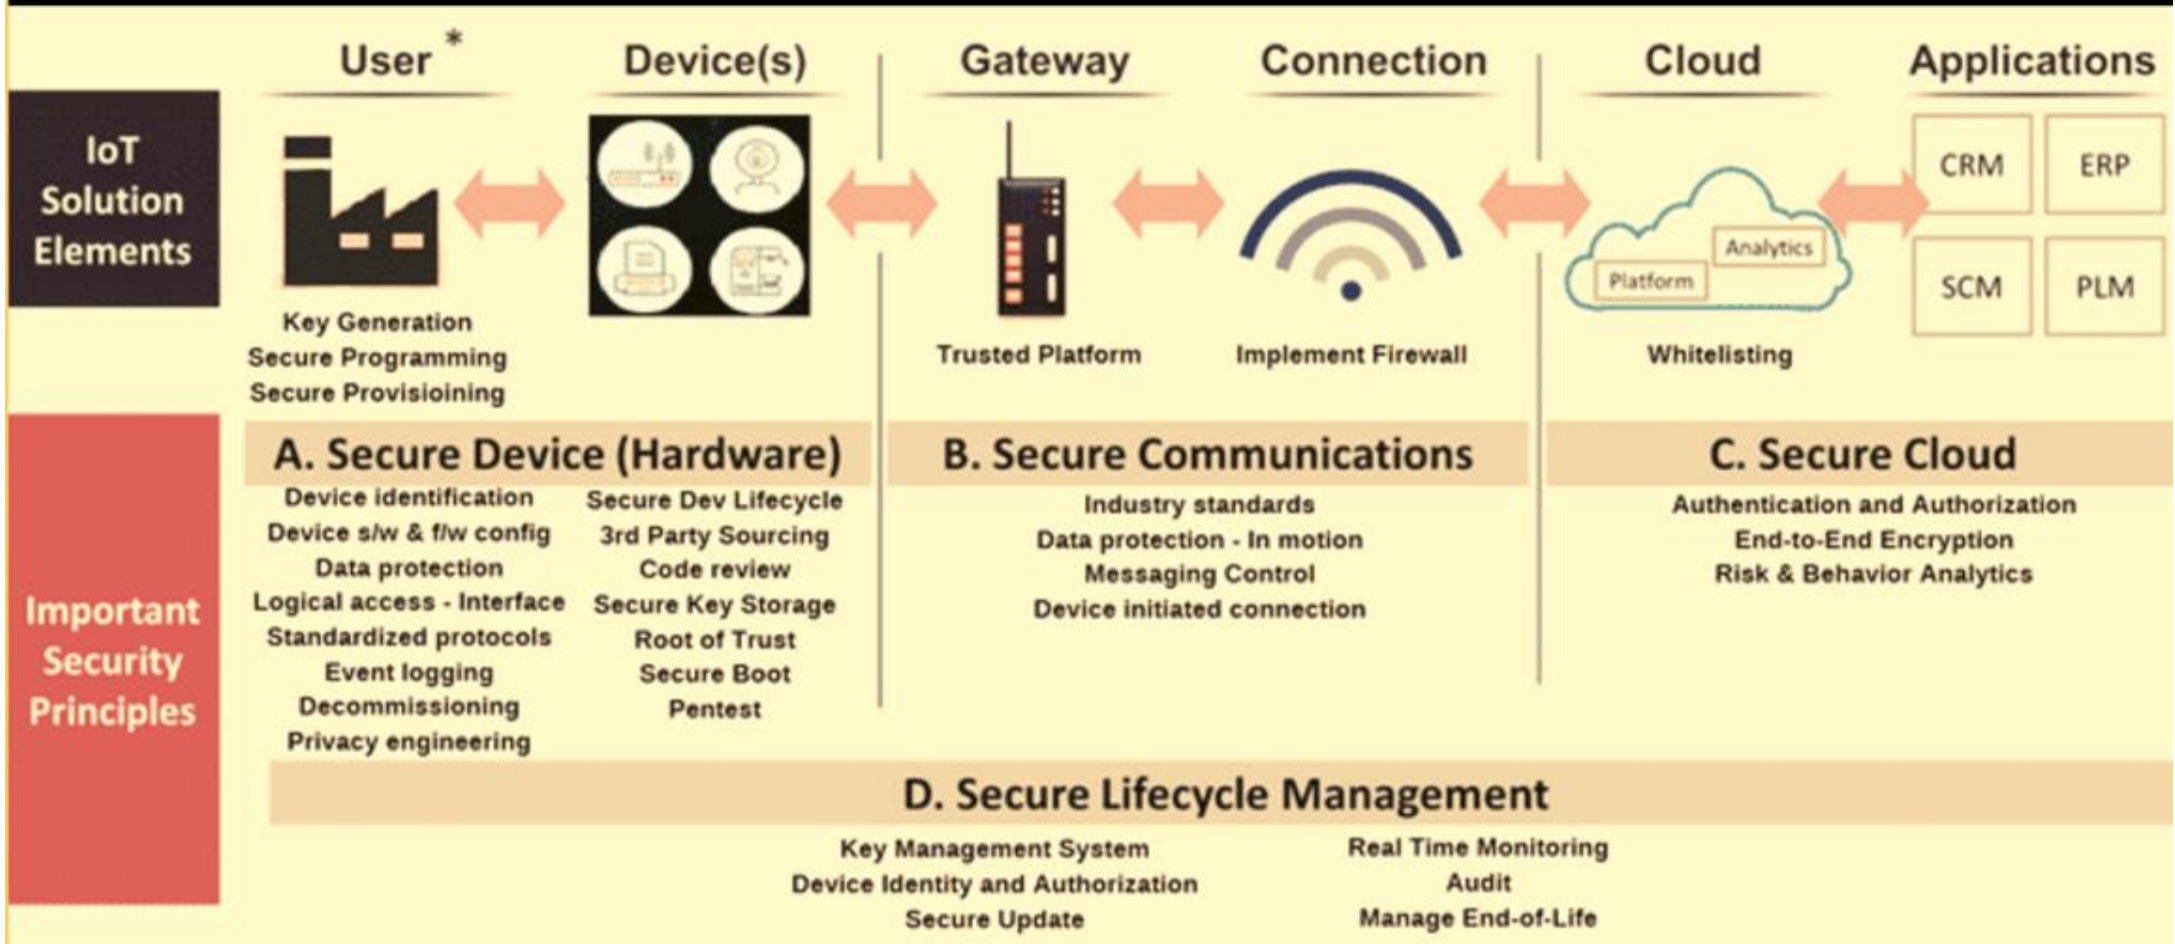 User *
Device(s)
Gateway
Connection
Cloud
Applications
IoT
Solution
Elements
CRM
ERP
SCM
PLM
Analytics
Platform
Key Generation
Secure Programming
Secure Provisioining
Trusted Platform
Implement Firewall
Whitelisting
Important
Security
Principles
A. Secure Device (Hardware)
Device identification
Device s/w & f/w config
Data protection
Logical access - Interface
Standardized protocols
Event logging
Decommissioning
Privacy engineering
Secure Dev Lifecycle
3rd Party Sourcing
Code review
Secure Key Storage
Root of Trust
Secure Boot
Pentest
B. Secure Communications
Industry standards
Data protection - In motion
Messaging Control
Device initiated connection
C. Secure Cloud
Authentication and Authorization
End-to-End Encryption
Risk & Behavior Analytics
D. Secure Lifecycle Management
Key Management System
Device Identity and Authorization
Secure Update
Real Time Monitoring
Audit
Manage End-of-Life